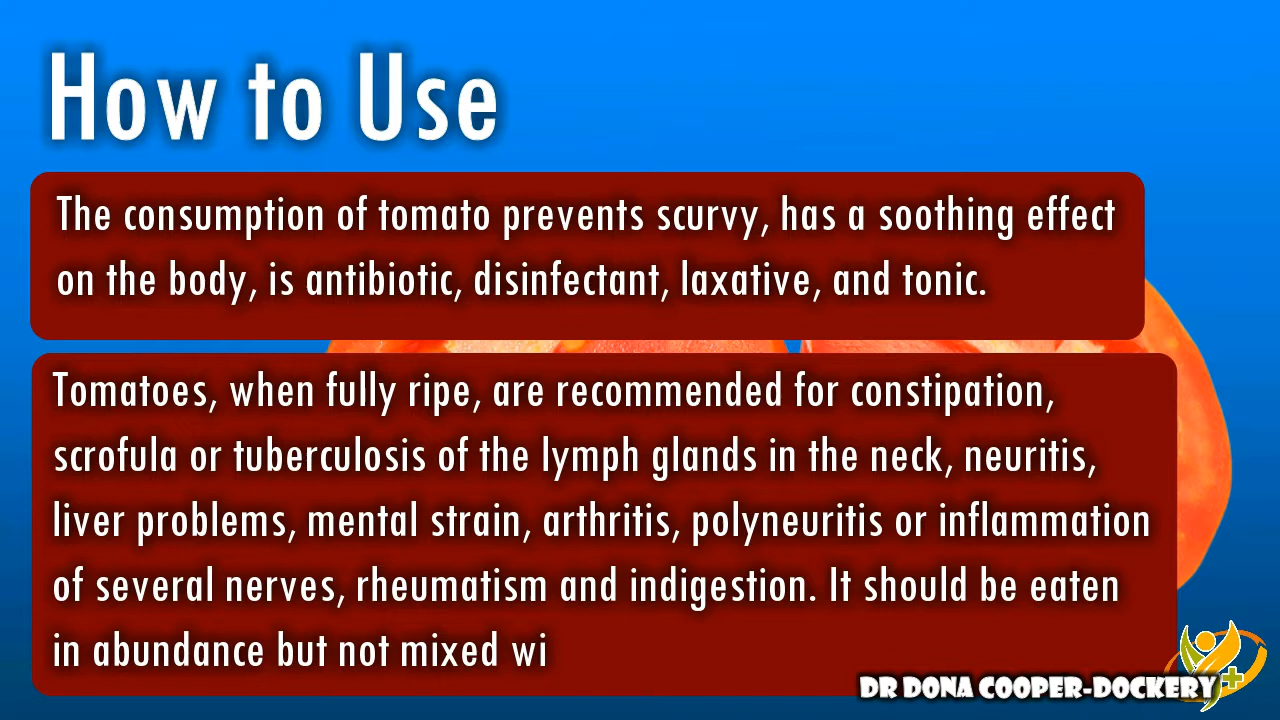 How to Use
The consumption of tomato prevents scurvy, has a soothing effect
on the body, is antibiotic, disinfectant, laxative, and tonic.
Tomatoes, when fully ripe, are recommended for constipation,
scrofula or tuberculosis of the lymph glands in the neck, neuritis,
liver problems, mental strain, arthritis, polyneuritis or inflammation
of several nerves, rheumatism and indigestion. It should be eaten
in abundance but not mixed wi
DR DONA COOPER-DOCKERY